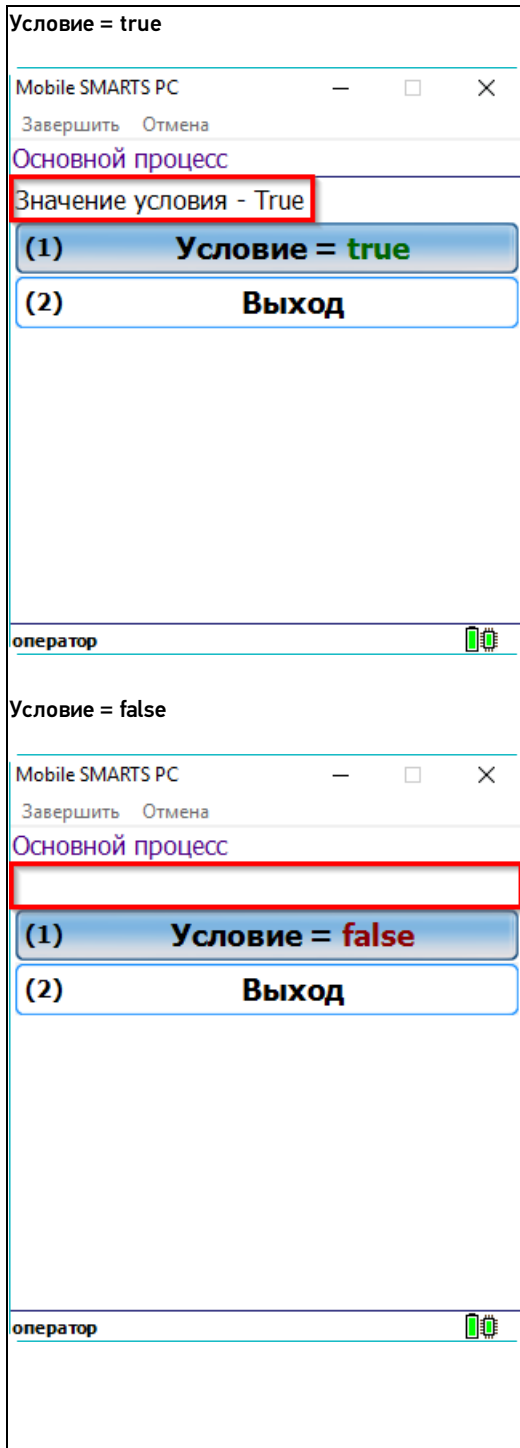 Условие = true
Mobile SMARTS PC
Завершить Отмена
Основной процесс
Значение условия - True
(1) Условие = true
(2) Выход
оператор
Условие = false
Mobile SMARTS PC
Завершить Отмена
Основной процесс
(1) Условие = false
(2) Выход
оператор